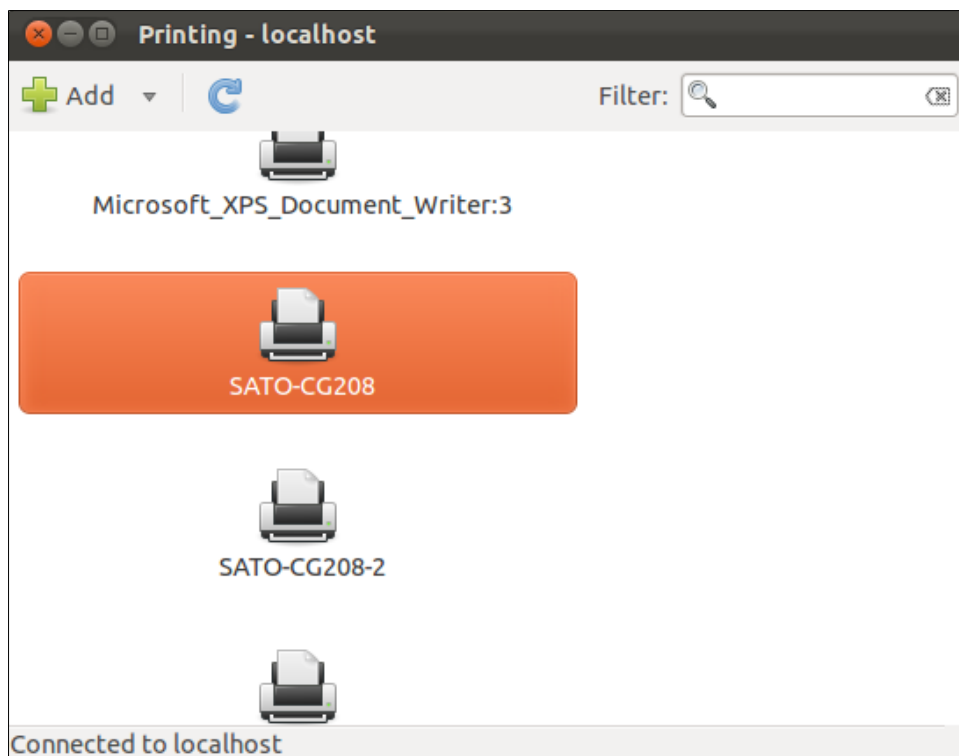 Printing - localhost
Add Filter:
Microsoft_XPS_Document_Writer:3
SATO-CG208
SATO-CG208-2
Connected to localhost